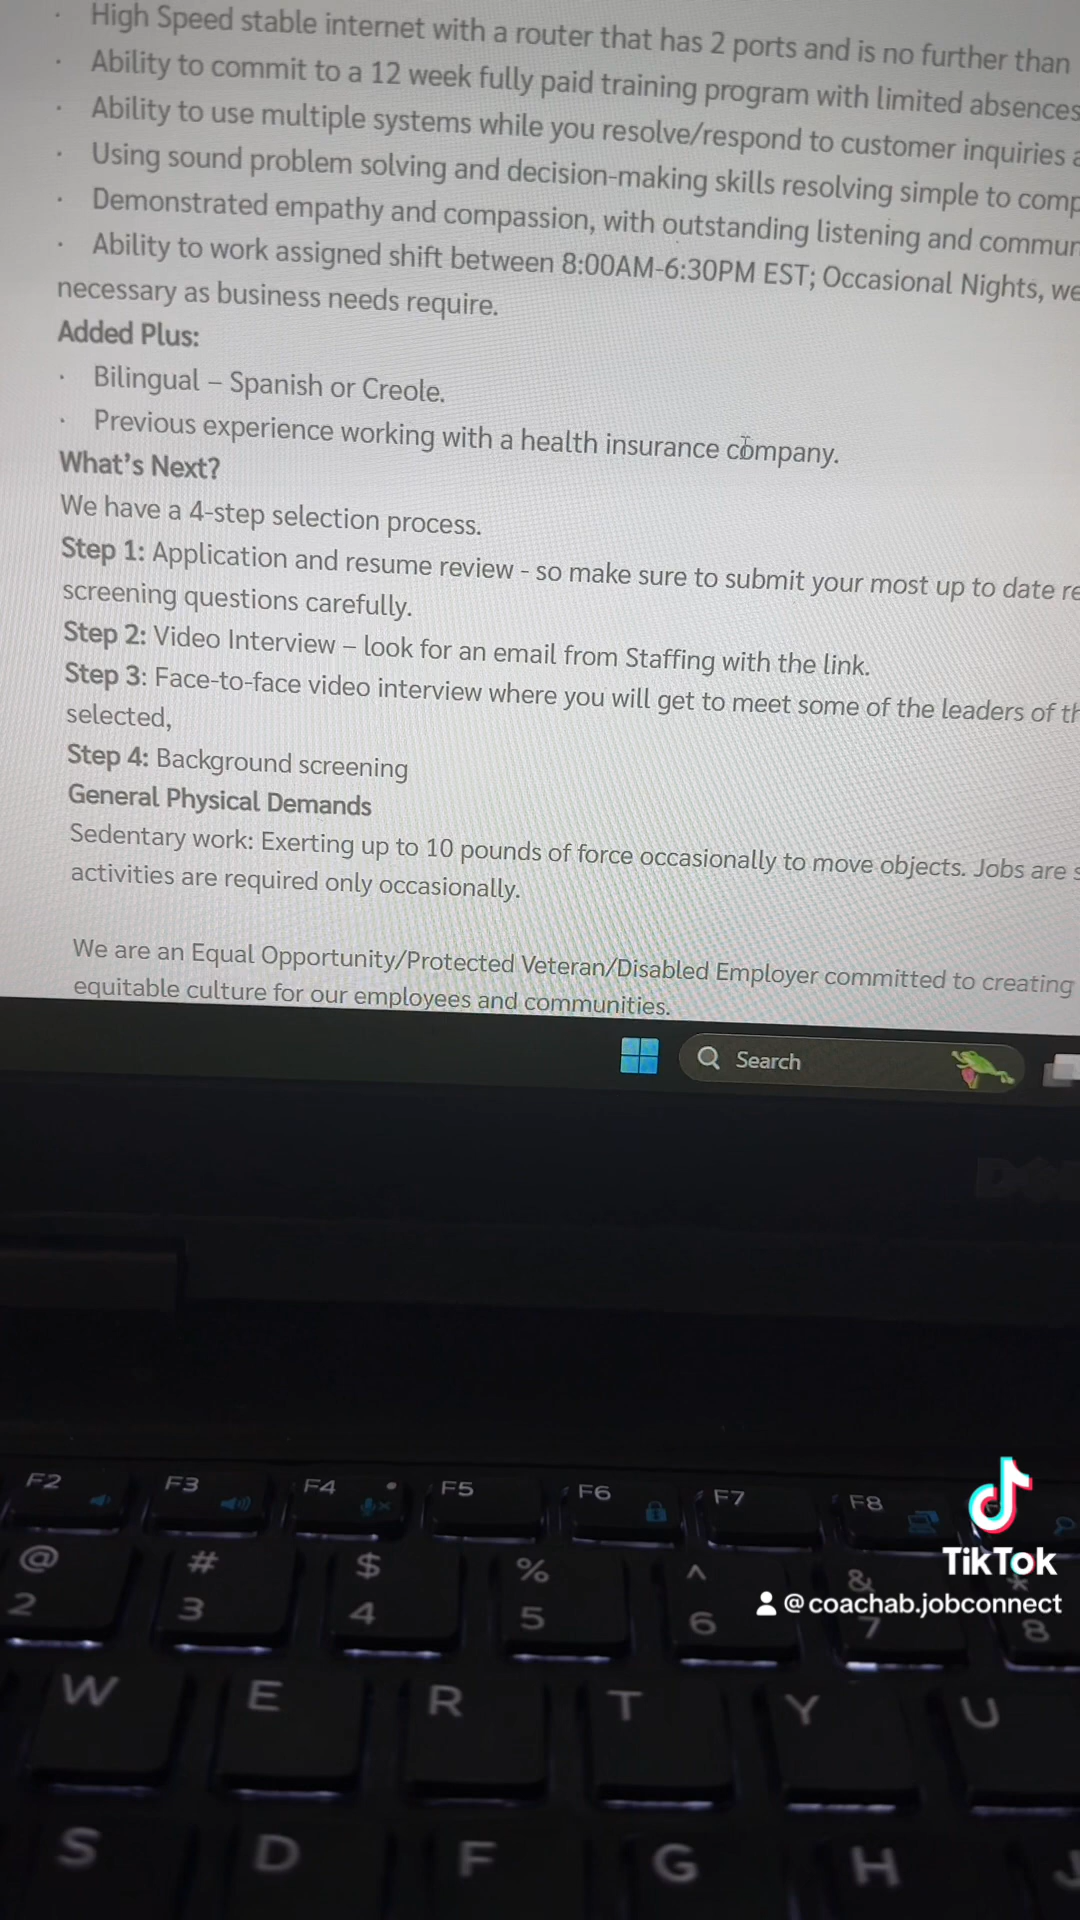 · High Speed stable internet with a router that has 2 ports and is no further than
· Ability to commit to a 12 week fully paid training program with limited absences
· Ability to use multiple systems while you resolve/respond to customer inquiries
· Using sound problem solving and decision-making skills resolving simple to
· Demonstrated empathy and compassion, with outstanding listening and
· Ability to work assigned shift between 8:00AM-6:30PM EST; Occasional Nights,
necessary as business needs require.
Added Plus:
· Bilingual – Spanish or Creole.
· Previous experience working with a health insurance company.
What's Next?
We have a 4-step selection process.
Step 1: Application and resume review - so make sure to submit your most up to date
screening questions carefully.
Step 2: Video Interview – look for an email from Staffing with the link.
Step 3: Face-to-face video interview where you will get to meet some of the leaders of
selected,
Step 4: Background screening
General Physical Demands
Sedentary work: Exerting up to 10 pounds of force occasionally to move objects. Jobs are
activities are required only occasionally.
We are an Equal Opportunity/Protected Veteran/Disabled Employer committed to creating
equitable culture for our employees and communities.
Search
F2 F3 F4 F5 F6 F7 F8
TikTok
@coachab.jobconnect
@ # $ % ^ & *
2 3 4 5 6 7 8
W E R T Y U
S D F G H J